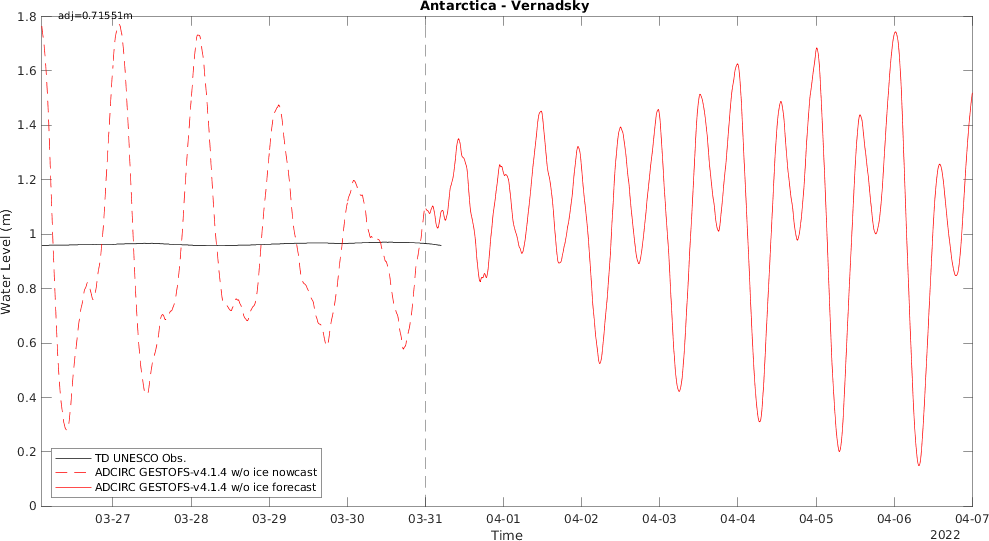 Antarctica - Vernadsky
adj=0.71551m
1.8
1.6
1.4
1.2
1
0.8
0.6
0.4
0.2
0
Water Level (m)
TD UNESCO Obs.
ADCIRC GESTOFS-v4.1.4 w/o ice nowcast
ADCIRC GESTOFS-v4.1.4 w/o ice forecast
03-27 03-28 03-29 03-30 03-31 04-01 04-02 04-03 04-04 04-05 04-06 04-07
Time
2022